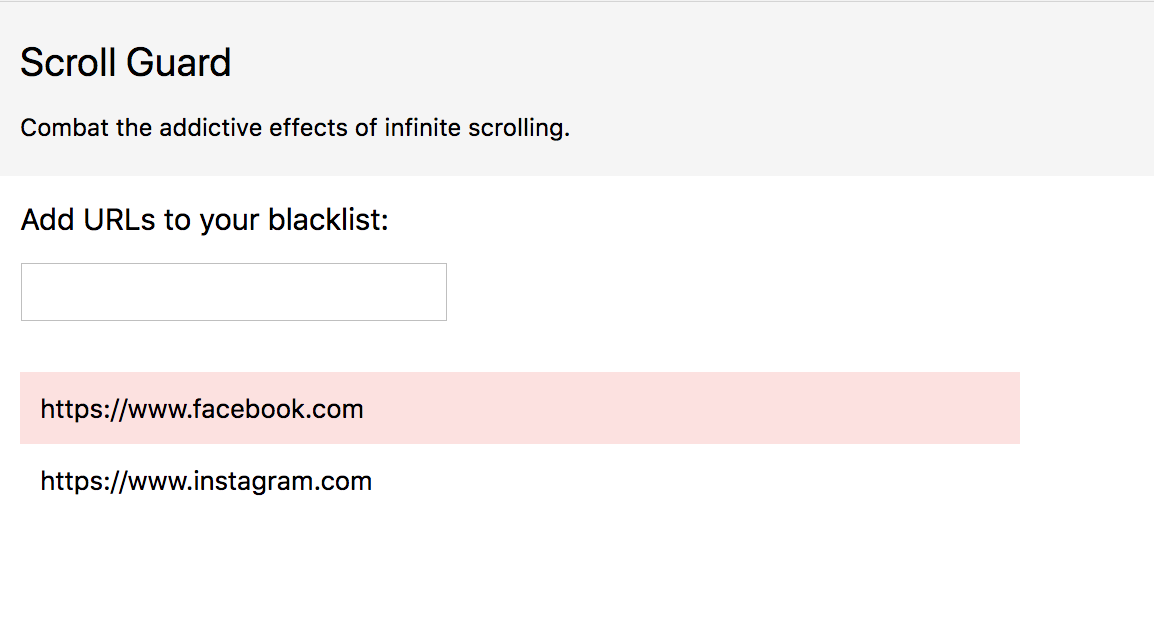 Scroll Guard
Combat the addictive effects of infinite scrolling.
Add URLs to your blacklist:
https://www.facebook.com
https://www.instagram.com